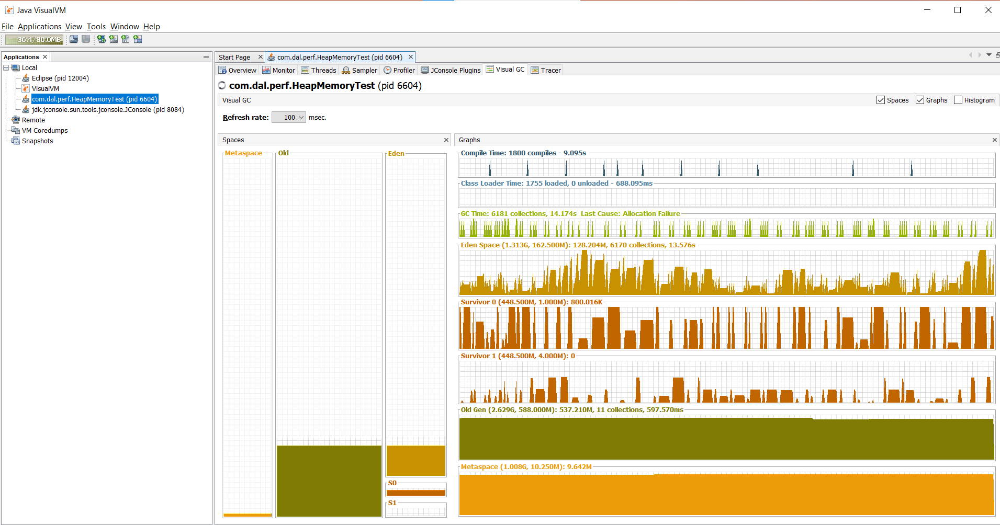 Java VisualVM
File Applications View Tools Window Help
36.4/80.0MB
Applications
Local
Eclipse (pid 12004)
VisualVM
com.dal.perf.HeapMemoryTest (pid 6604)
jdk.jconsole.sun.tools.jconsole.JConsole (pid 8084)
Remote
VM Coredumps
Snapshots
Start Page com.dal.perf.HeapMemoryTest (pid 6604)
Overview Monitor Threads Sampler Profiler JConsole Plugins Visual GC Tracer
com.dal.perf.HeapMemoryTest (pid 6604)
Visual GC Spaces Graphs Histogram
Refresh rate: 100 msec.
Spaces
Metaspace Old Eden
S0
S1
Graphs
Compile Time: 1800 compiles - 9.095s
Class Loader Time: 1755 loaded, 0 unloaded - 688.095ms
GC Time: 6181 collections, 14.174s Last Cause: Allocation Failure
Eden Space (1.313G, 162.500M): 128.204M, 6170 collections, 13.576s
Survivor 0 (448.500M, 1.000M): 800.016K
Survivor 1 (448.500M, 4.000M): 0
Old Gen (2.629G, 588.000M): 537.210M, 11 collections, 597.570ms
Metaspace (1.008G, 10.250M): 9.642M